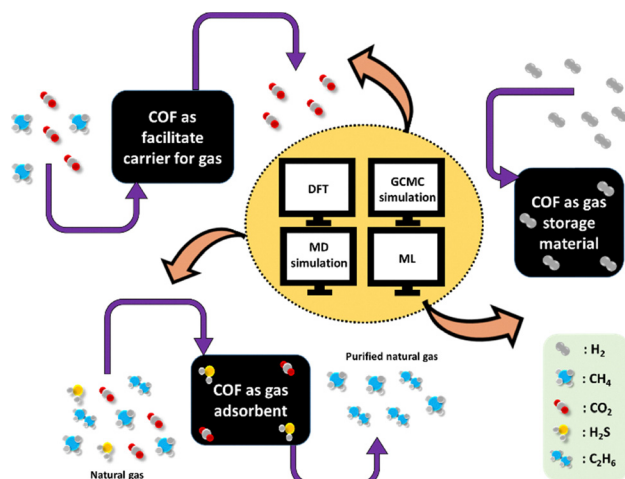 COF as
facilitate
carrier for gas
DFT
GCMC
simulation
MD
simulation
ML
COF as gas
storage
material
COF as gas
adsorbent
Natural gas
Purified natural gas
: H₂
: CH₄
: CO₂
: H₂S
: C₂H₆